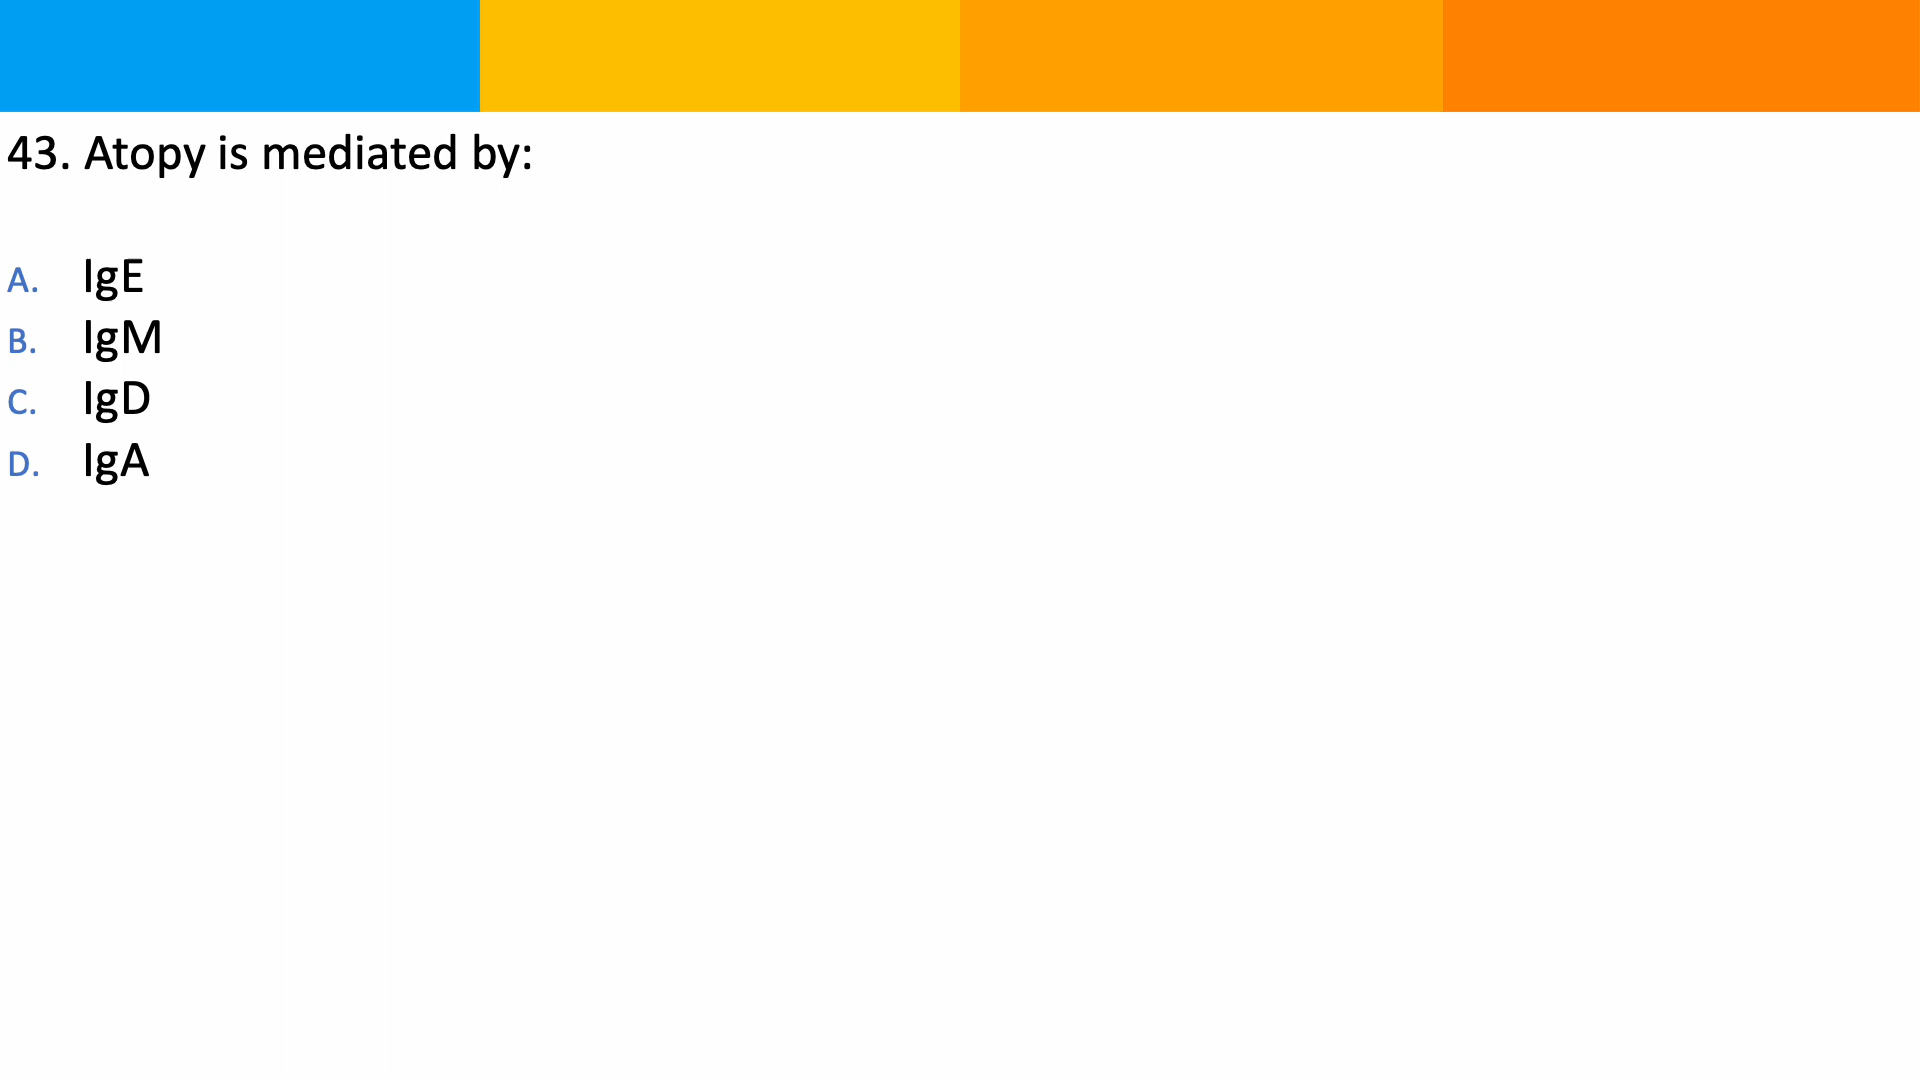 43. Atopy is mediated by:
A. IgE
B. IgM
C. IgD
D. IgA